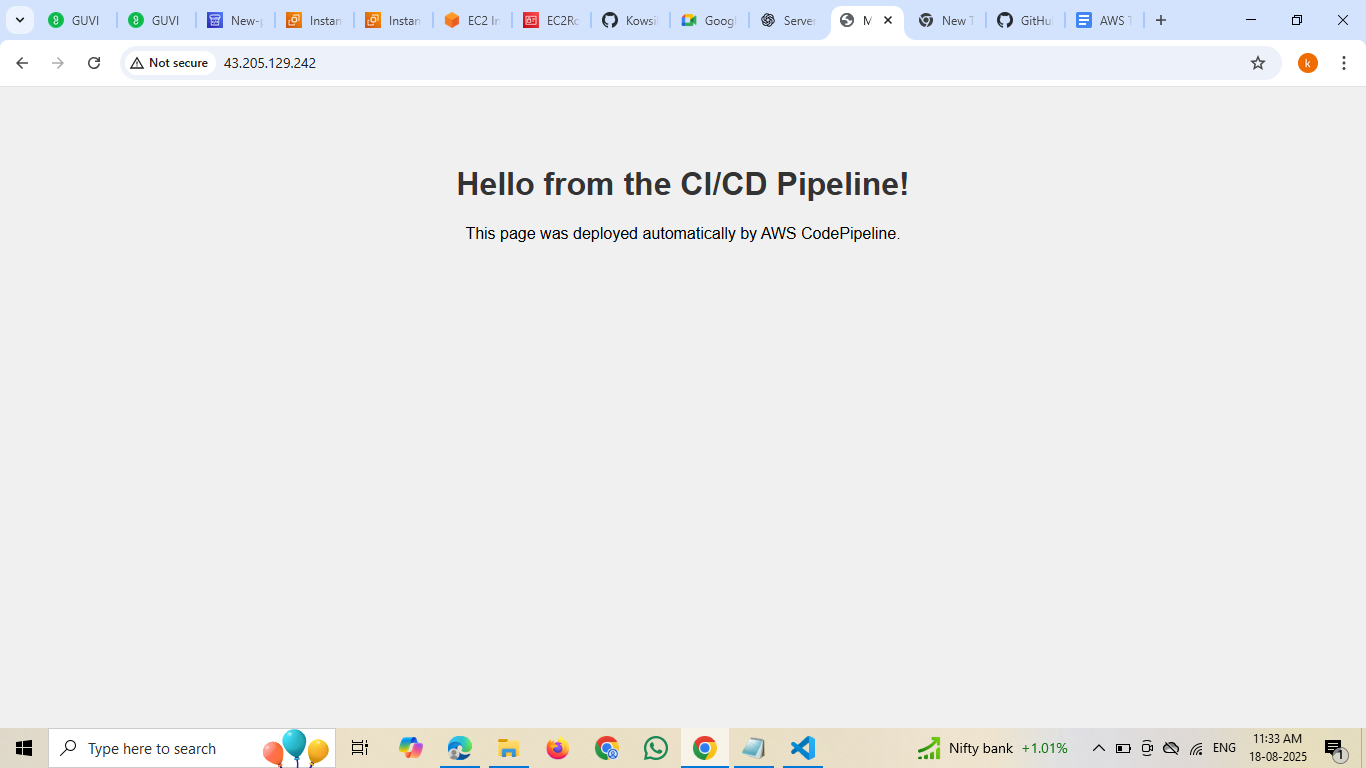 GUVI
GUVI
New-p
Instan
Instan
EC2 In
EC2Ro
Kowsi
Googl
Server
M
New T
GitHu
AWS T
Not secure
43.205.129.242
k
Hello from the CI/CD Pipeline!
This page was deployed automatically by AWS CodePipeline.
Type here to search
Nifty bank +1.01%
ENG
11:33 AM
18-08-2025
1